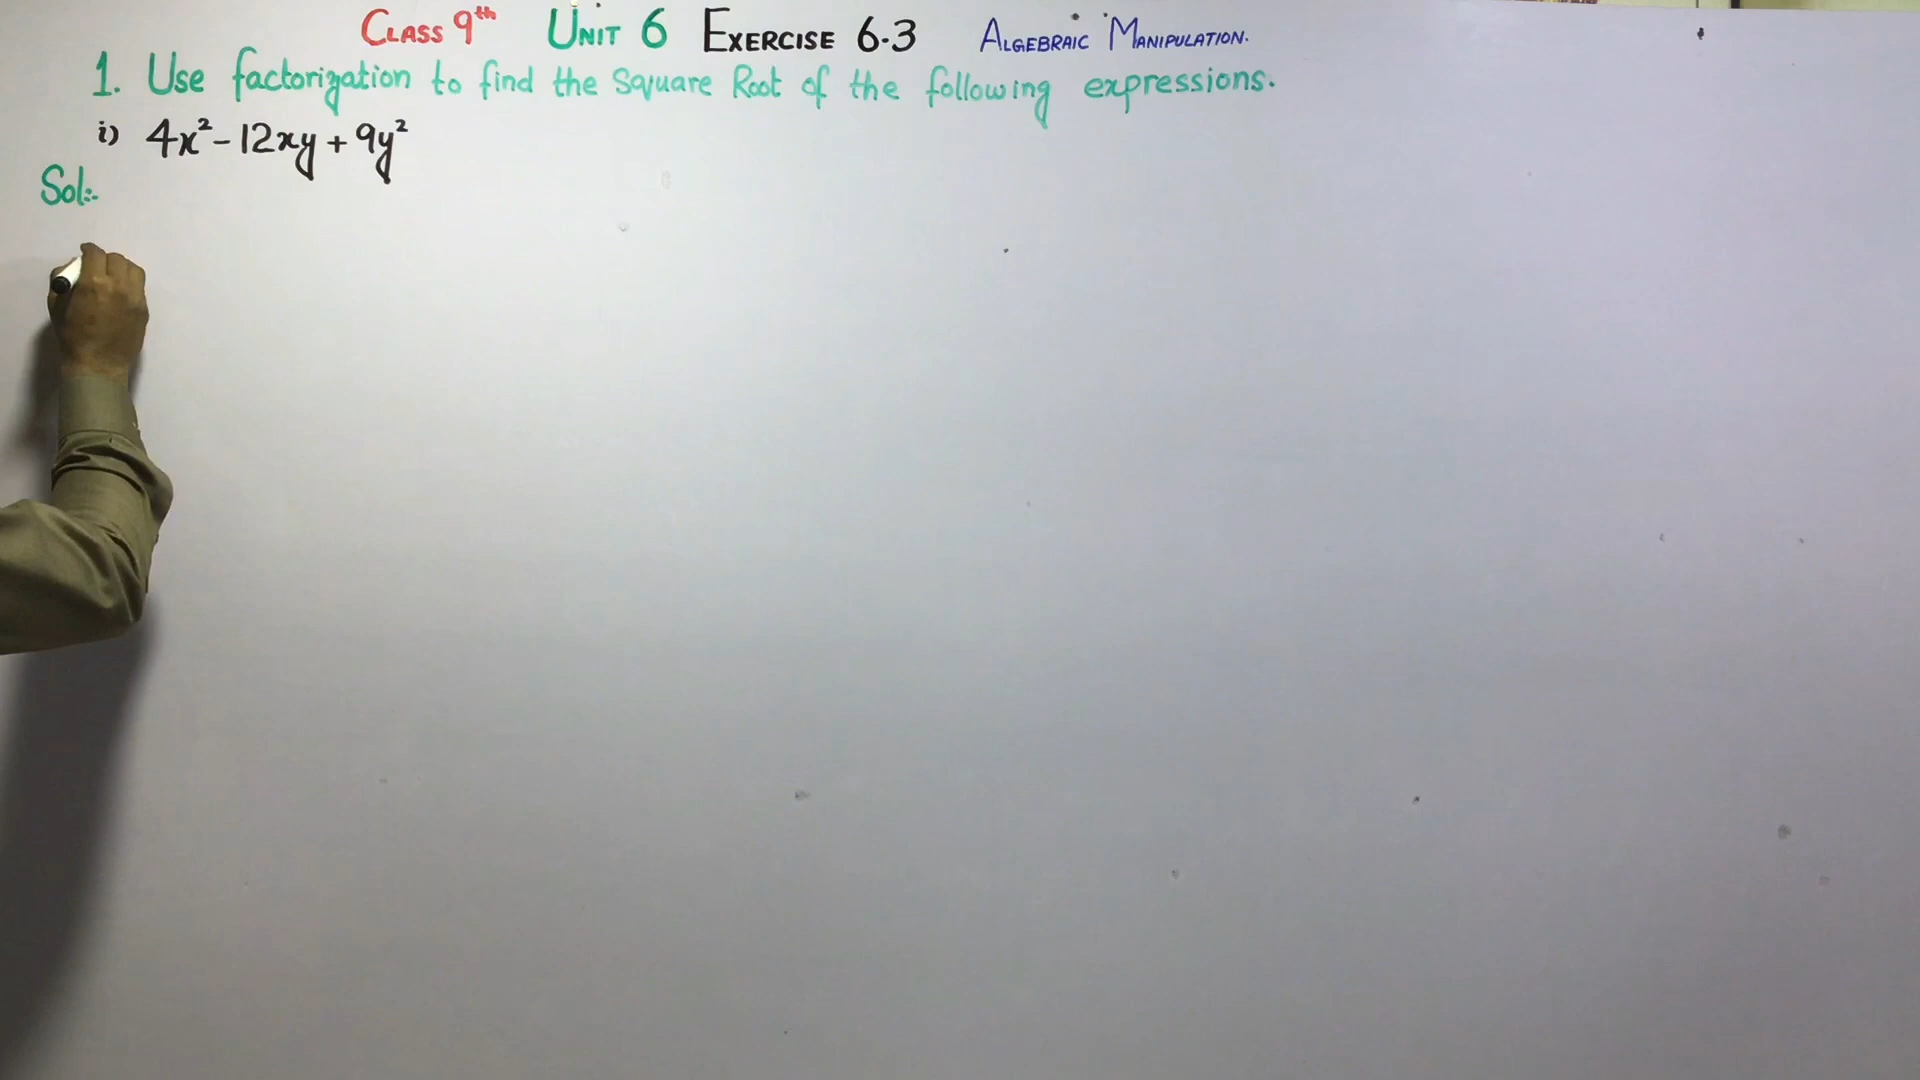 CLASS 9th UNIT 6 EXERCISE 6.3 ALGEBRAIC MANIPULATION.
1. Use factorization to find the Square Root of the following expressions.
i) 4x² - 12xy + 9y²
Sol:-